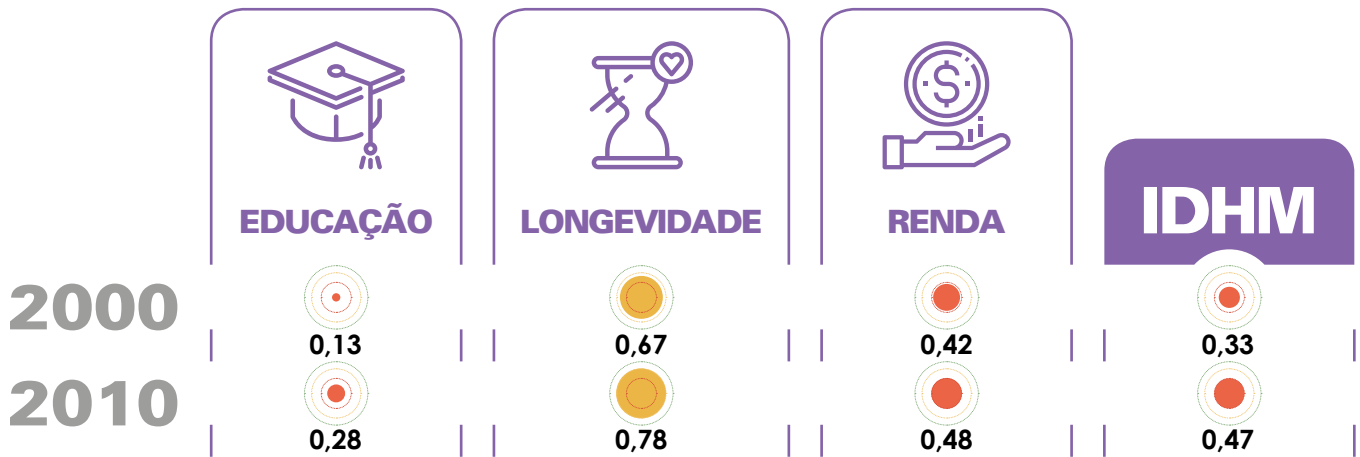 EDUCAÇÃO LONGEVIDADE RENDA IDHM
2000
0,13 0,67 0,42 0,33
2010
0,28 0,78 0,48 0,47